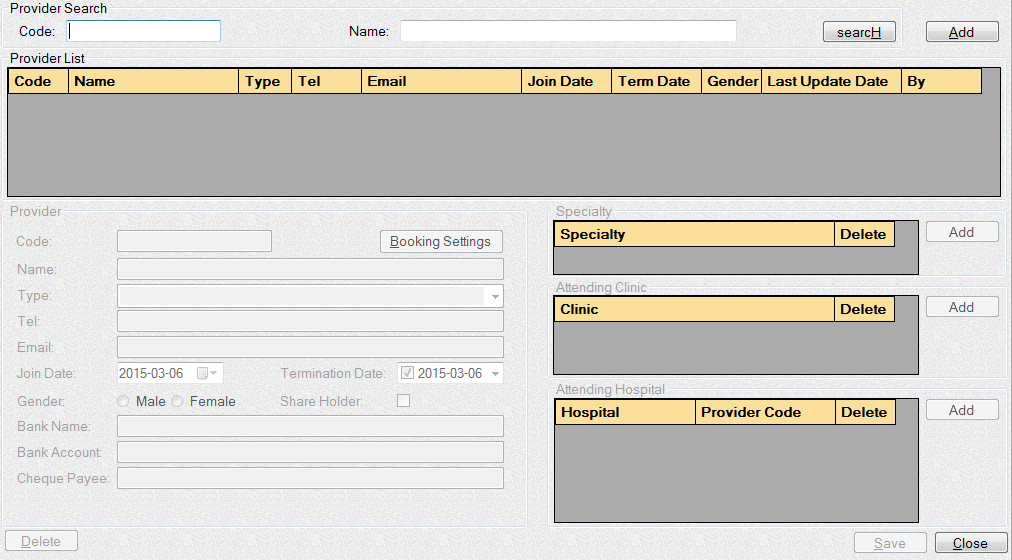 Provider Search
Code: Name: searcH Add
Provider List
Code Name Type Tel Email Join Date Term Date Gender Last Update Date By
Provider
Code: Booking Settings
Name:
Type:
Tel:
Email:
Join Date: 2015-03-06 Termination Date: 2015-03-06
Gender: Male Female Share Holder:
Bank Name:
Bank Account:
Cheque Payee:
Specialty
Specialty Delete Add
Attending Clinic
Clinic Delete Add
Attending Hospital
Hospital Provider Code Delete Add
Delete Save Close